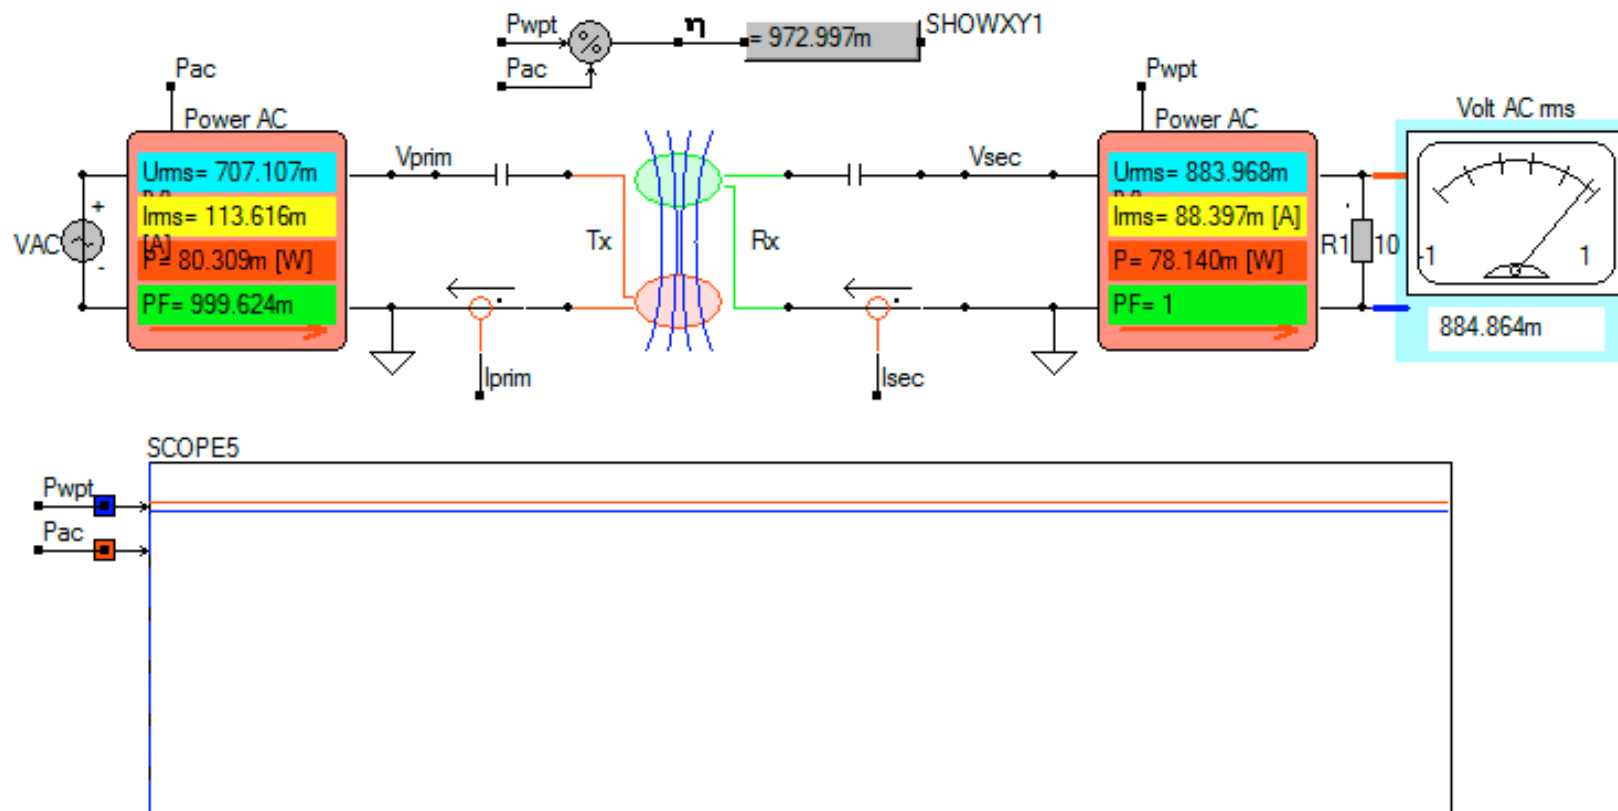 Pwpt
η
= 972.997m
SHOWXY1
%
Pac
Pac
Pwpt
Power AC
Power AC
Volt AC rms
Urms= 707.107m
Vprim
Vsec
Urms= 883.968m
Irms= 113.616m
[A]
Irms= 88.397m [A]
+
VAC
-
P= 80.309m [W]
Tx
Rx
P= 78.140m [W]
R1
10
-1
1
PF= 999.624m
PF= 1
884.864m
Iprim
Isec
SCOPE5
Pwpt
Pac